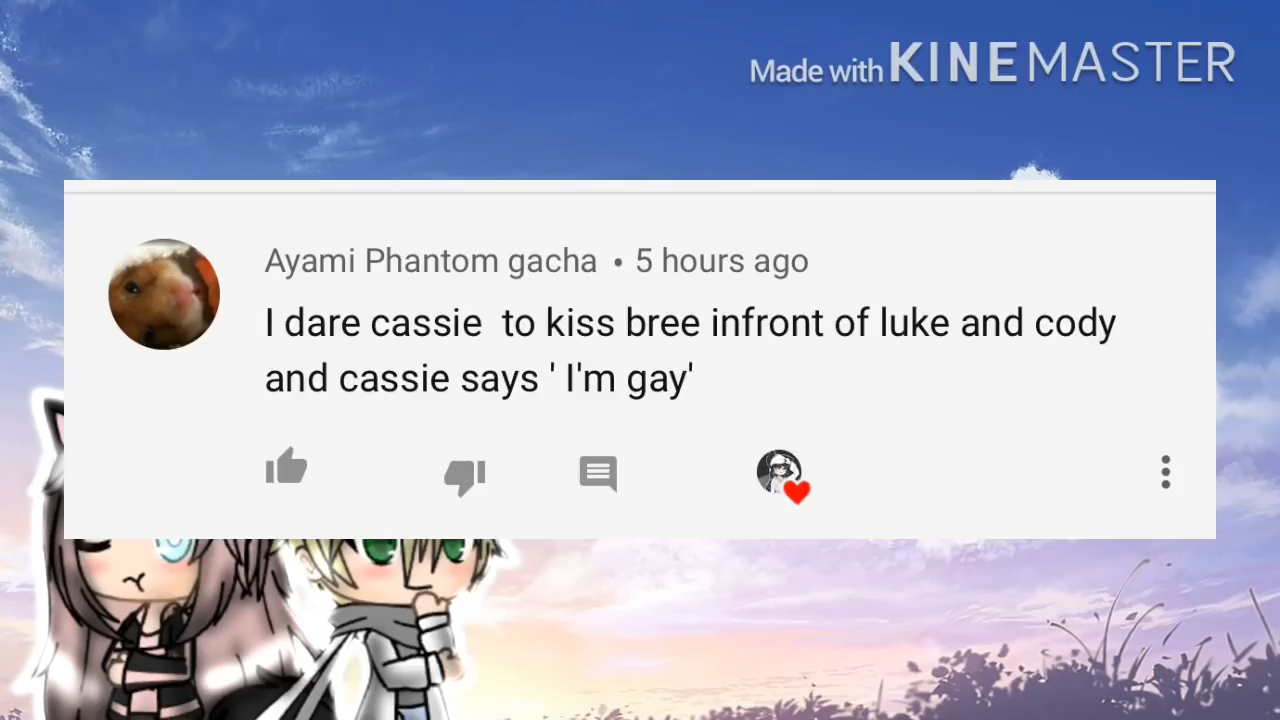 Made with KINEMASTER
Ayami Phantom gacha • 5 hours ago
I dare cassie  to kiss bree infront of luke and cody
and cassie says ' I'm gay'